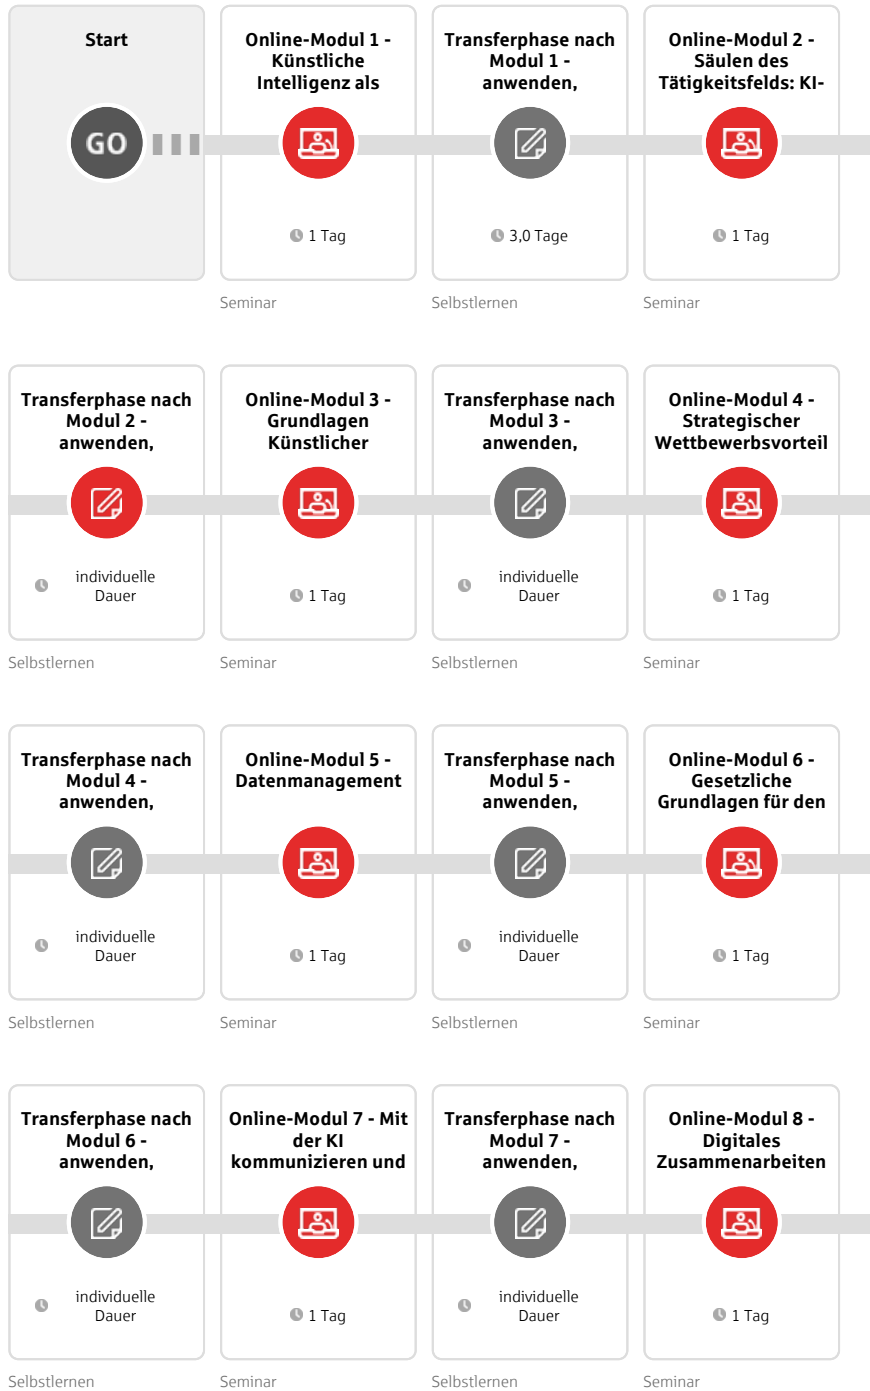 Start
GO
Online-Modul 1 -
Künstliche
Intelligenz als
1 Tag
Seminar
Transferphase nach
Modul 1 -
anwenden,
3,0 Tage
Selbstlernen
Online-Modul 2 -
Säulen des
Tätigkeitsfelds: KI-
1 Tag
Seminar
Transferphase nach
Modul 2 -
anwenden,
individuelle
Dauer
Selbstlernen
Online-Modul 3 -
Grundlagen
Künstlicher
1 Tag
Seminar
Transferphase nach
Modul 3 -
anwenden,
individuelle
Dauer
Selbstlernen
Online-Modul 4 -
Strategischer
Wettbewerbsvorteil
1 Tag
Seminar
Transferphase nach
Modul 4 -
anwenden,
individuelle
Dauer
Selbstlernen
Online-Modul 5 -
Datenmanagement
1 Tag
Seminar
Transferphase nach
Modul 5 -
anwenden,
individuelle
Dauer
Selbstlernen
Online-Modul 6 -
Gesetzliche
Grundlagen für den
1 Tag
Seminar
Transferphase nach
Modul 6 -
anwenden,
individuelle
Dauer
Selbstlernen
Online-Modul 7 - Mit
der KI
kommunizieren und
1 Tag
Seminar
Transferphase nach
Modul 7 -
anwenden,
individuelle
Dauer
Selbstlernen
Online-Modul 8 -
Digitales
Zusammenarbeiten
1 Tag
Seminar